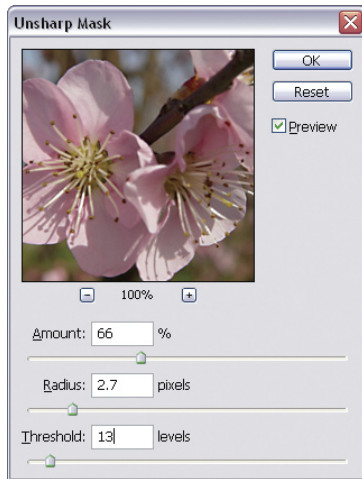 Unsharp Mask
OK
Reset
Preview
100%
Amount: 66 %
Radius: 2.7 pixels
Threshold: 13 levels